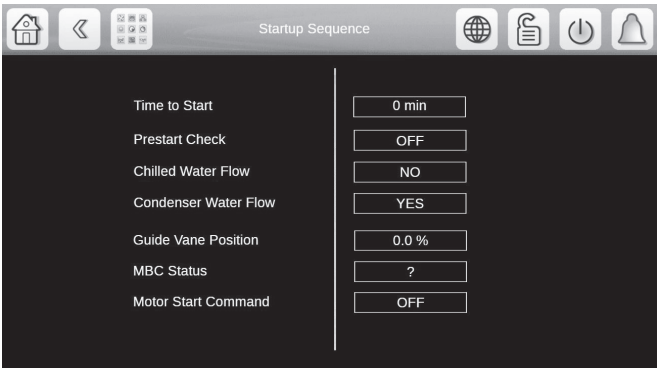 Startup Sequence
Time to Start 0 min
Prestart Check OFF
Chilled Water Flow NO
Condenser Water Flow YES
Guide Vane Position 0.0 %
MBC Status ?
Motor Start Command OFF